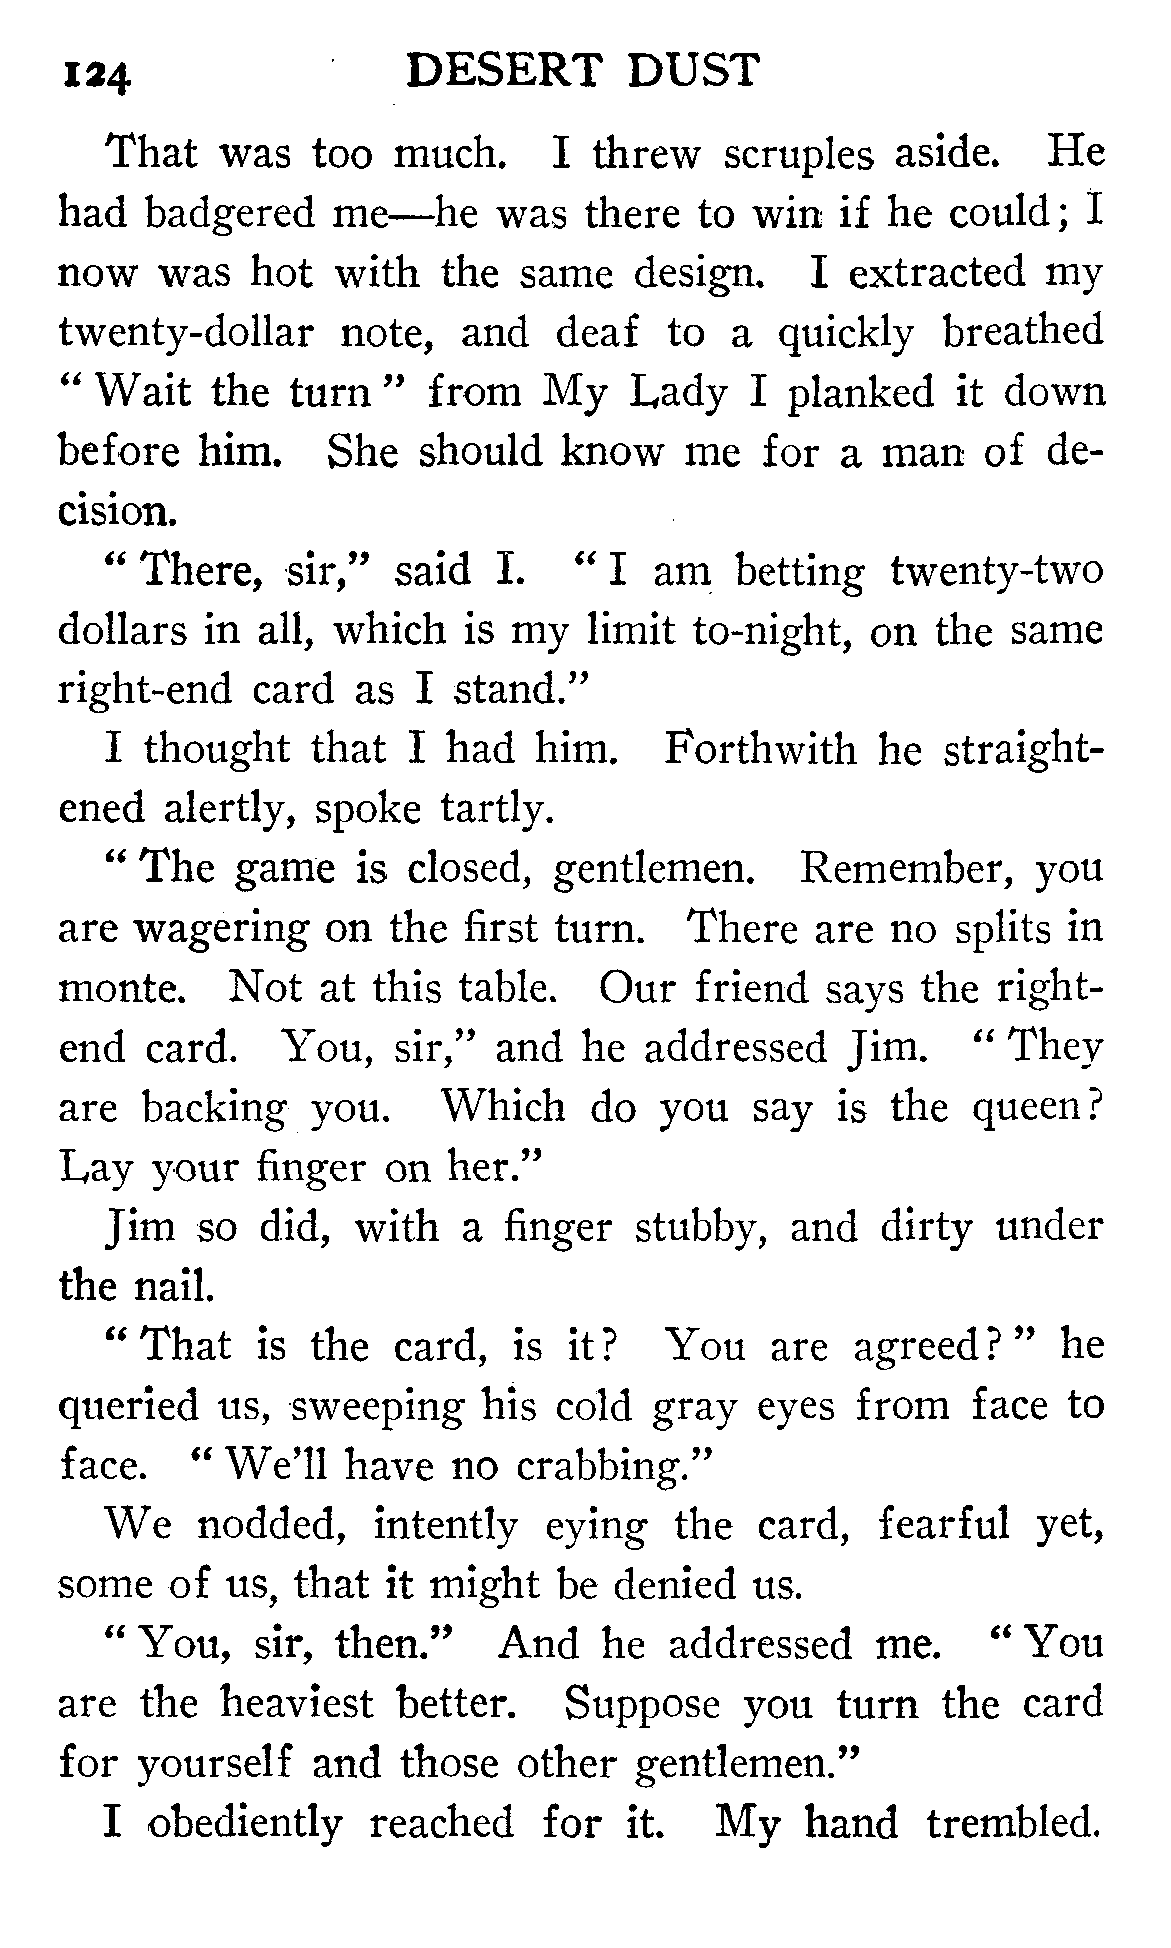 124 DESERT DUST
That was too much. I threw scruples aside. He
had badgered me—he was there to win if he could; I
now was hot with the same design. I extracted my
twenty-dollar note, and deaf to a quickly breathed
“ Wait the turn ” from My Lady I planked it down
before him. She should know me for a man of de-
cision.
“ There, sir,” said I. “ I am betting twenty-two
dollars in all, which is my limit to-night, on the same
right-end card as I stand.”
I thought that I had him. Forthwith he straight-
ened alertly, spoke tartly.
“ The game is closed, gentlemen. Remember, you
are wagering on the first turn. There are no splits in
monte. Not at this table. Our friend says the right-
end card. You, sir,” and he addressed Jim. “ They
are backing you. Which do you say is the queen?
Lay your finger on her.”
Jim so did, with a finger stubby, and dirty under
the nail.
“ That is the card, is it? You are agreed? ” he
queried us, sweeping his cold gray eyes from face to
face. “ We’ll have no crabbing.”
We nodded, intently eying the card, fearful yet,
some of us, that it might be denied us.
“ You, sir, then.” And he addressed me. “ You
are the heaviest better. Suppose you turn the card
for yourself and those other gentlemen.”
I obediently reached for it. My hand trembled.